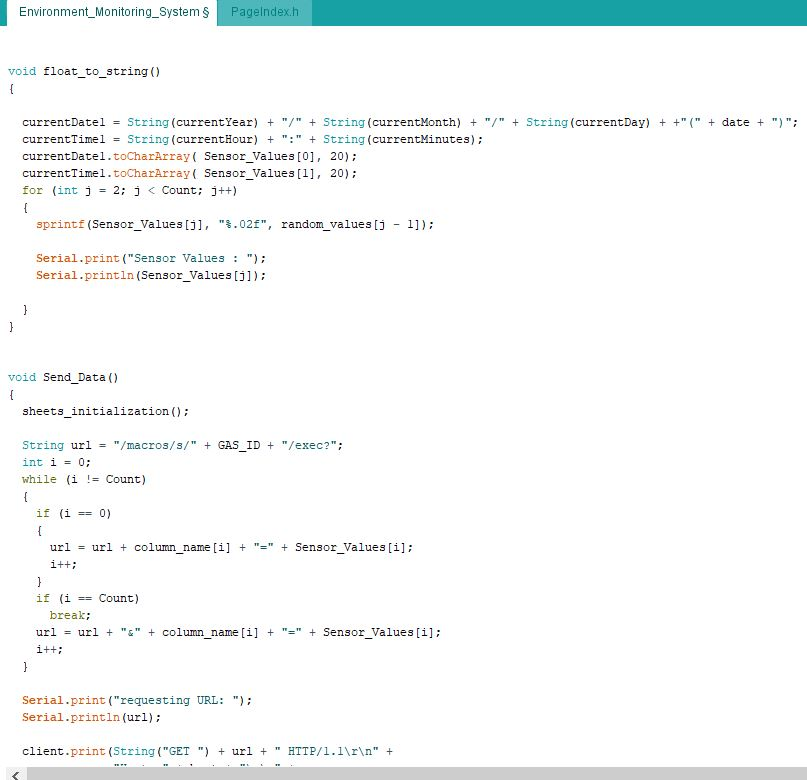 Environment_Monitoring_System § PageIndex.h
void float_to_string()
{
currentDate1 = String(currentYear) + "/" + String(currentMonth) + "/" + String(currentDay) + +"(" + date + ")";
currentTime1 = String(currentHour) + ":" + String(currentMinutes);
currentDate1.toCharArray( Sensor_Values[0], 20);
currentTime1.toCharArray( Sensor_Values[1], 20);
for (int j = 2; j < Count; j++)
{
sprintf(Sensor_Values[j], "%.02f", random_values[j - 1]);
Serial.print("Sensor Values : ");
Serial.println(Sensor_Values[j]);
}
}
void Send_Data()
{
sheets_initialization();
String url = "/macros/s/" + GAS_ID + "/exec?";
int i = 0;
while (i != Count)
{
if (i == 0)
{
url = url + column_name[i] + "=" + Sensor_Values[i];
i++;
}
if (i == Count)
break;
url = url + "&" + column_name[i] + "=" + Sensor_Values[i];
i++;
}
Serial.print("requesting URL: ");
Serial.println(url);
client.print(String("GET ") + url + " HTTP/1.1\r\n" +